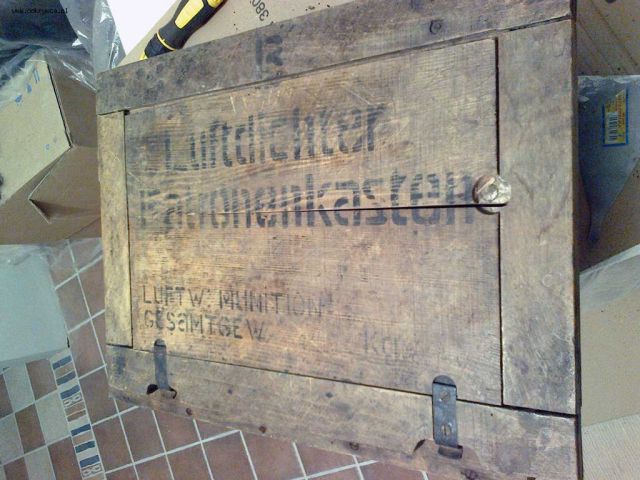 Luftdichter
Patronenkasten
LUFTW. MUNITION
GESAMTGEW.
Kg